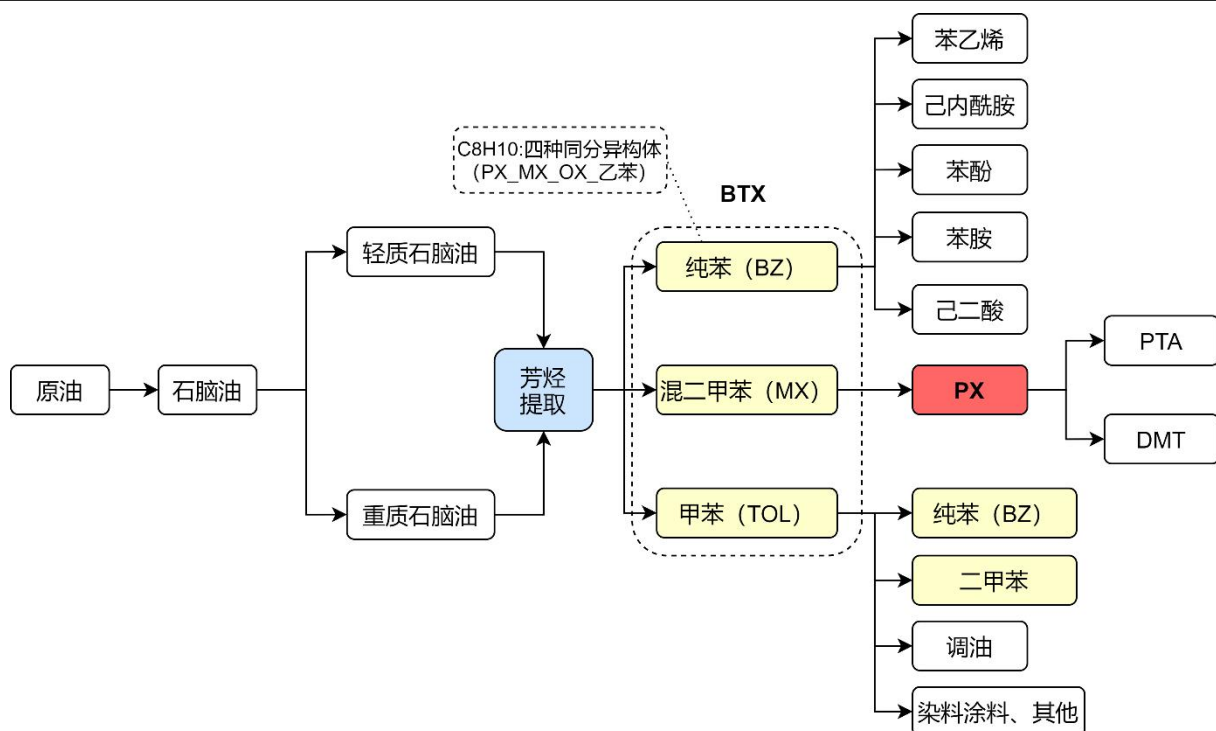 苯乙烯
己内酰胺
C8H10:四种同分异构体
（PX_MX_OX_乙苯）
苯酚
BTX
轻质石脑油
纯苯（BZ）
苯胺
己二酸
PTA
原油
石脑油
芳烃
提取
混二甲苯（MX）
PX
DMT
重质石脑油
甲苯（TOL）
纯苯（BZ）
二甲苯
调油
染料涂料、其他